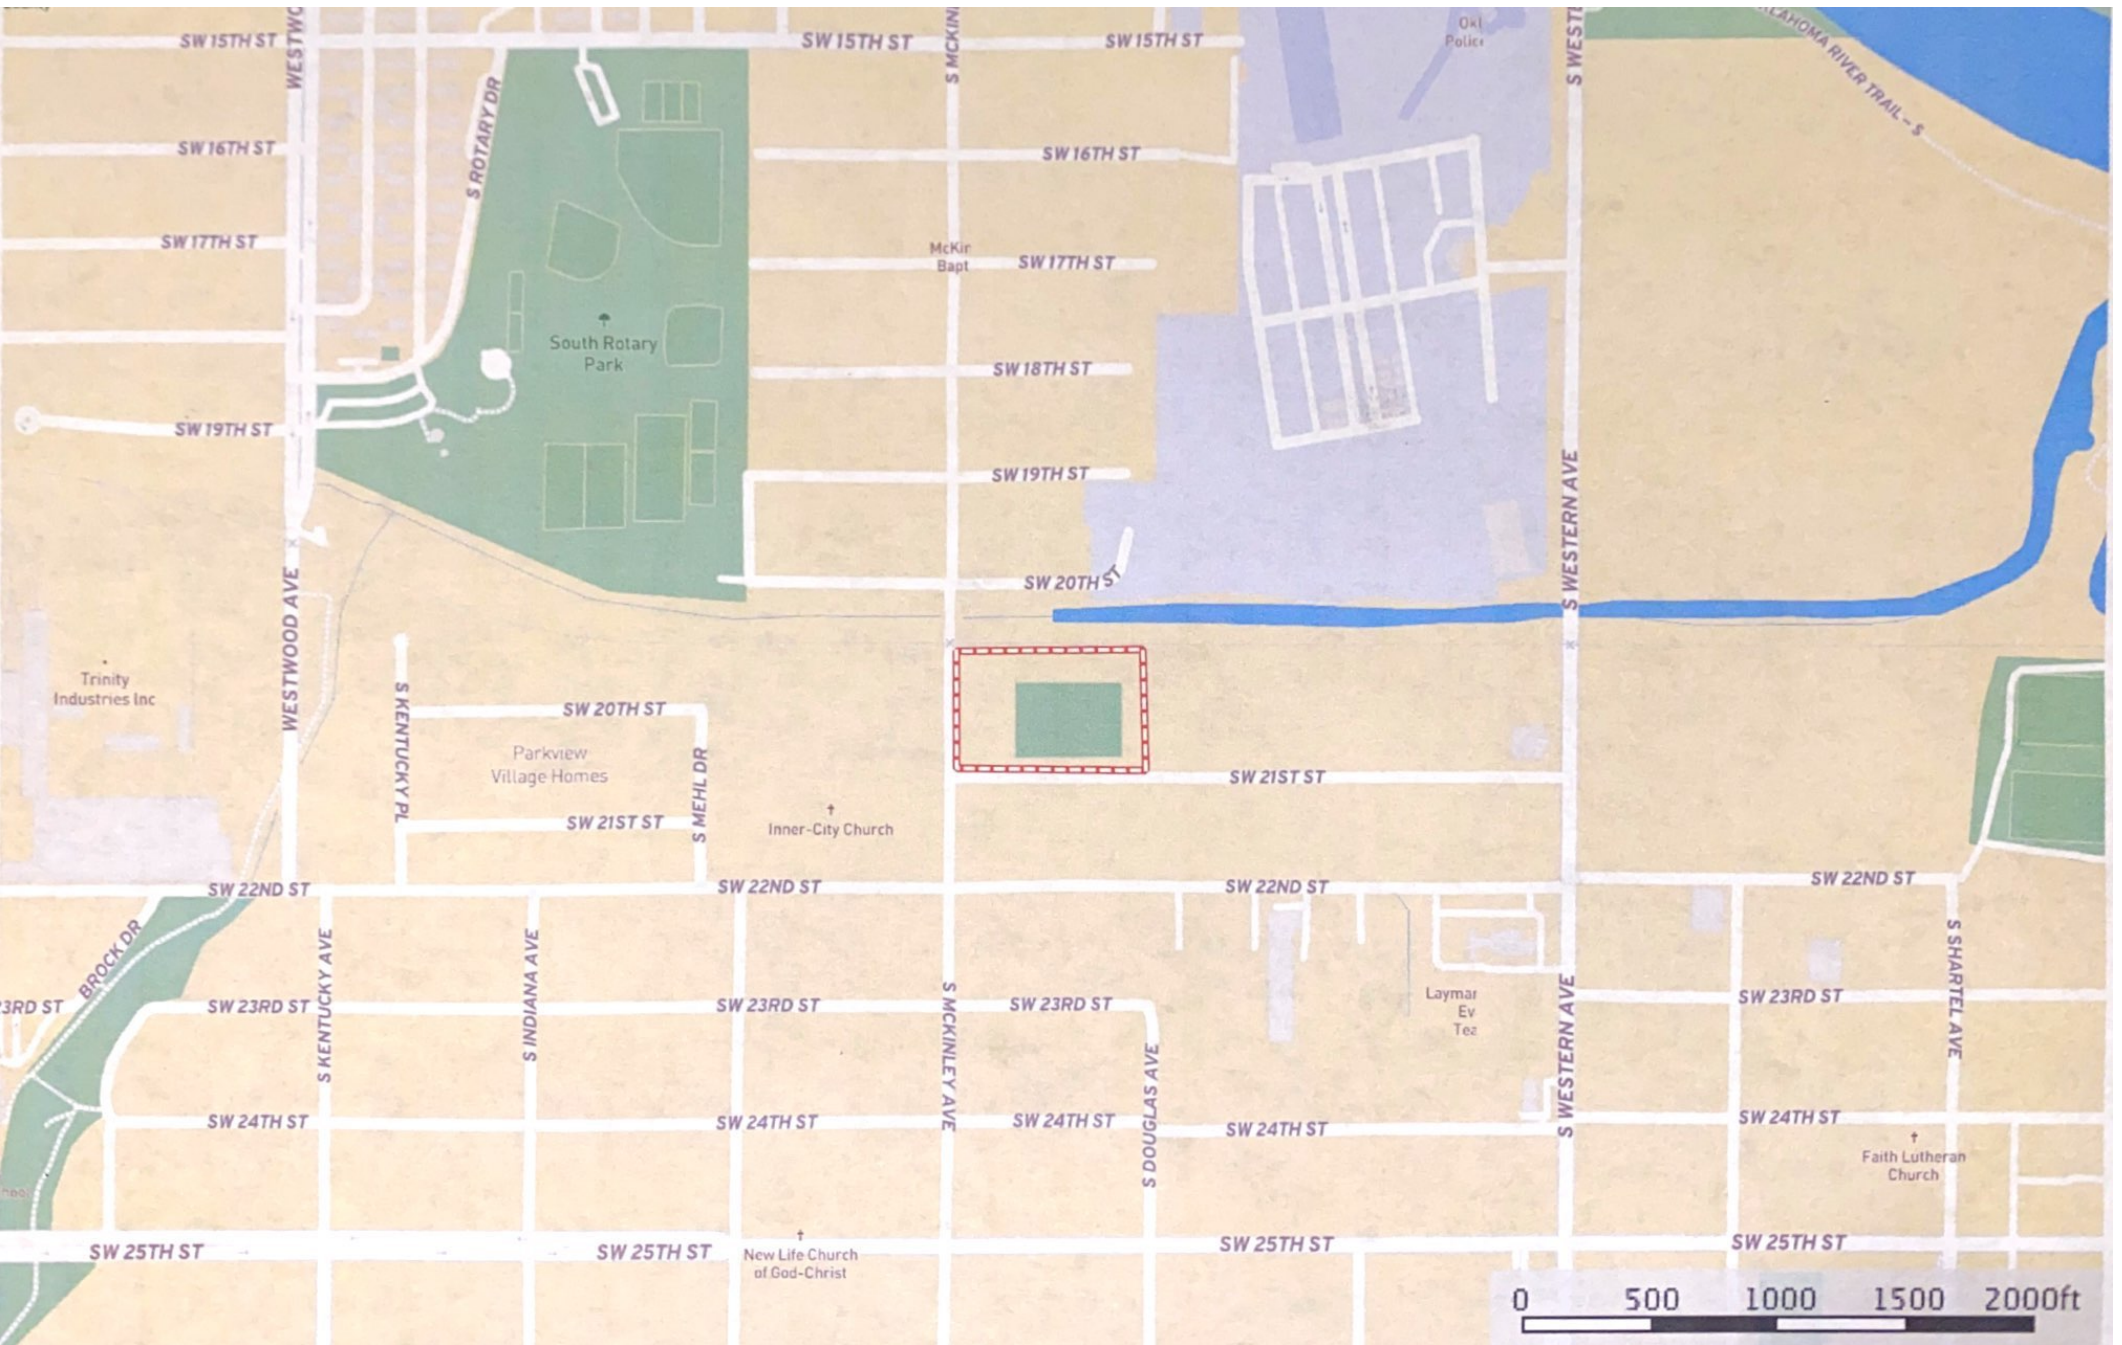 SW 15TH ST
SW 15TH ST
SW 15TH ST
WESTWO
S MCKIN
S WEST
Okl
Police
LAHOMA RIVER TRAIL - S
S ROTARY DR
SW 16TH ST
SW 16TH ST
SW 17TH ST
McKin
Bapt
SW 17TH ST
South Rotary
Park
SW 18TH ST
SW 19TH ST
SW 19TH ST
S WESTERN AVE
SW 20TH ST
WESTWOOD AVE
Trinity
Industries Inc
S KENTUCKY PL
SW 20TH ST
Parkview
Village Homes
S MEHL DR
SW 21ST ST
SW 21ST ST
Inner-City Church
SW 22ND ST
SW 22ND ST
SW 22ND ST
SW 22ND ST
BROCK DR
S KENTUCKY AVE
S INDIANA AVE
S MCKINLEY AVE
S DOUGLAS AVE
S WESTERN AVE
S SHARTEL AVE
3RD ST
SW 23RD ST
SW 23RD ST
SW 23RD ST
SW 23RD ST
Layman
Ev
Tea
SW 24TH ST
SW 24TH ST
SW 24TH ST
SW 24TH ST
SW 24TH ST
Faith Lutheran
Church
hool
SW 25TH ST
SW 25TH ST
New Life Church
of God-Christ
SW 25TH ST
SW 25TH ST
0 500 1000 1500 2000ft